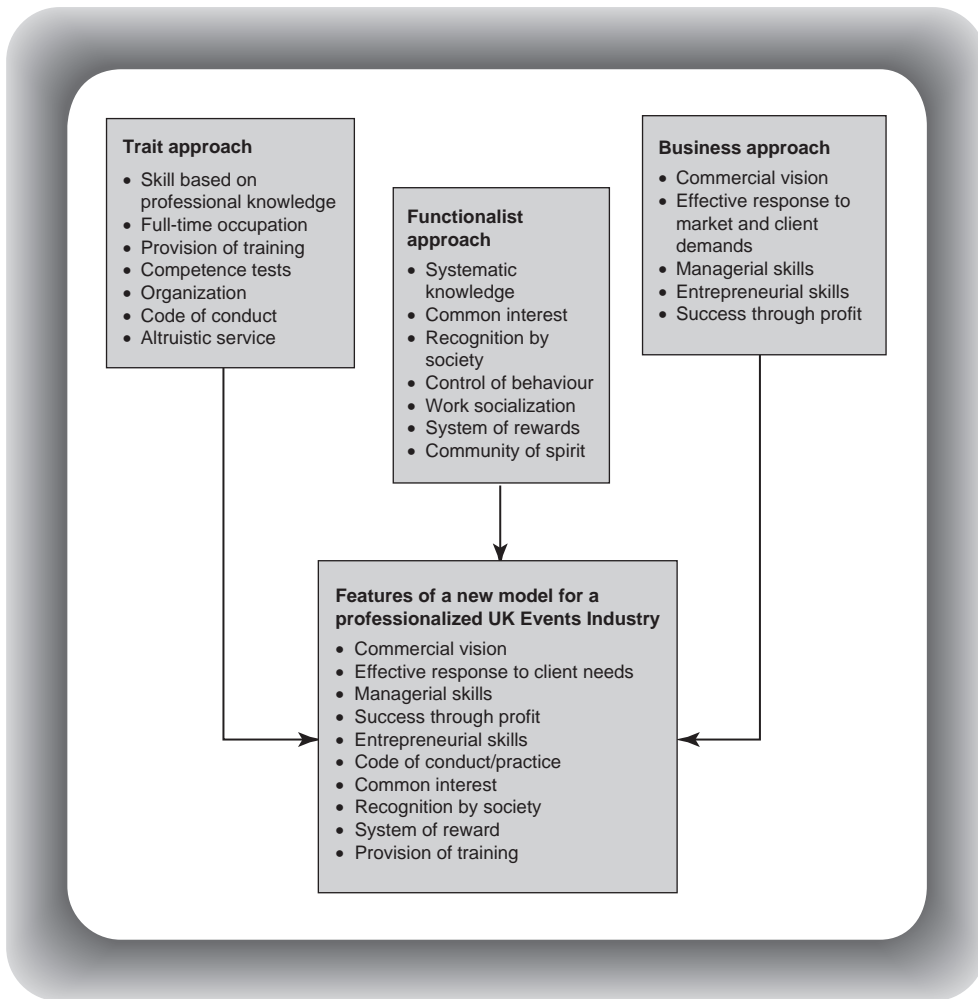 Trait approach
• Skill based on
professional knowledge
• Full-time occupation
• Provision of training
• Competence tests
• Organization
• Code of conduct
• Altruistic service
Functionalist
approach
• Systematic
knowledge
• Common interest
• Recognition by
society
• Control of behaviour
• Work socialization
• System of rewards
• Community of spirit
Business approach
• Commercial vision
• Effective response to
market and client
demands
• Managerial skills
• Entrepreneurial skills
• Success through profit
Features of a new model for a
professionalized UK Events Industry
• Commercial vision
• Effective response to client needs
• Managerial skills
• Success through profit
• Entrepreneurial skills
• Code of conduct/practice
• Common interest
• Recognition by society
• System of reward
• Provision of training